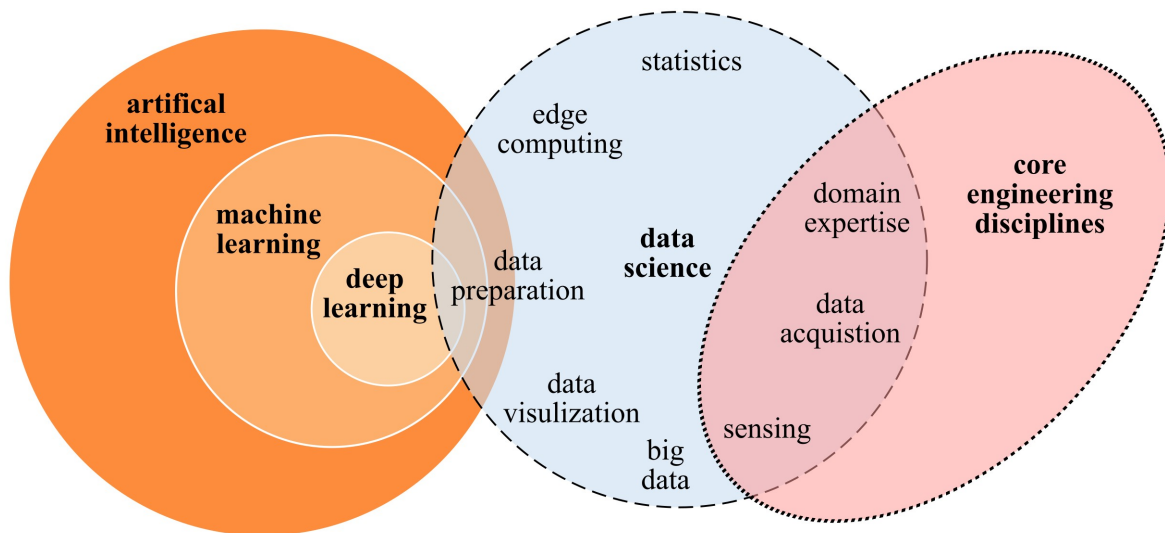 artifical
intelligence
machine
learning
deep
learning
statistics
edge
computing
data
preparation
data
science
data
visulization
big
data
domain
expertise
data
acquistion
sensing
core
engineering
disciplines